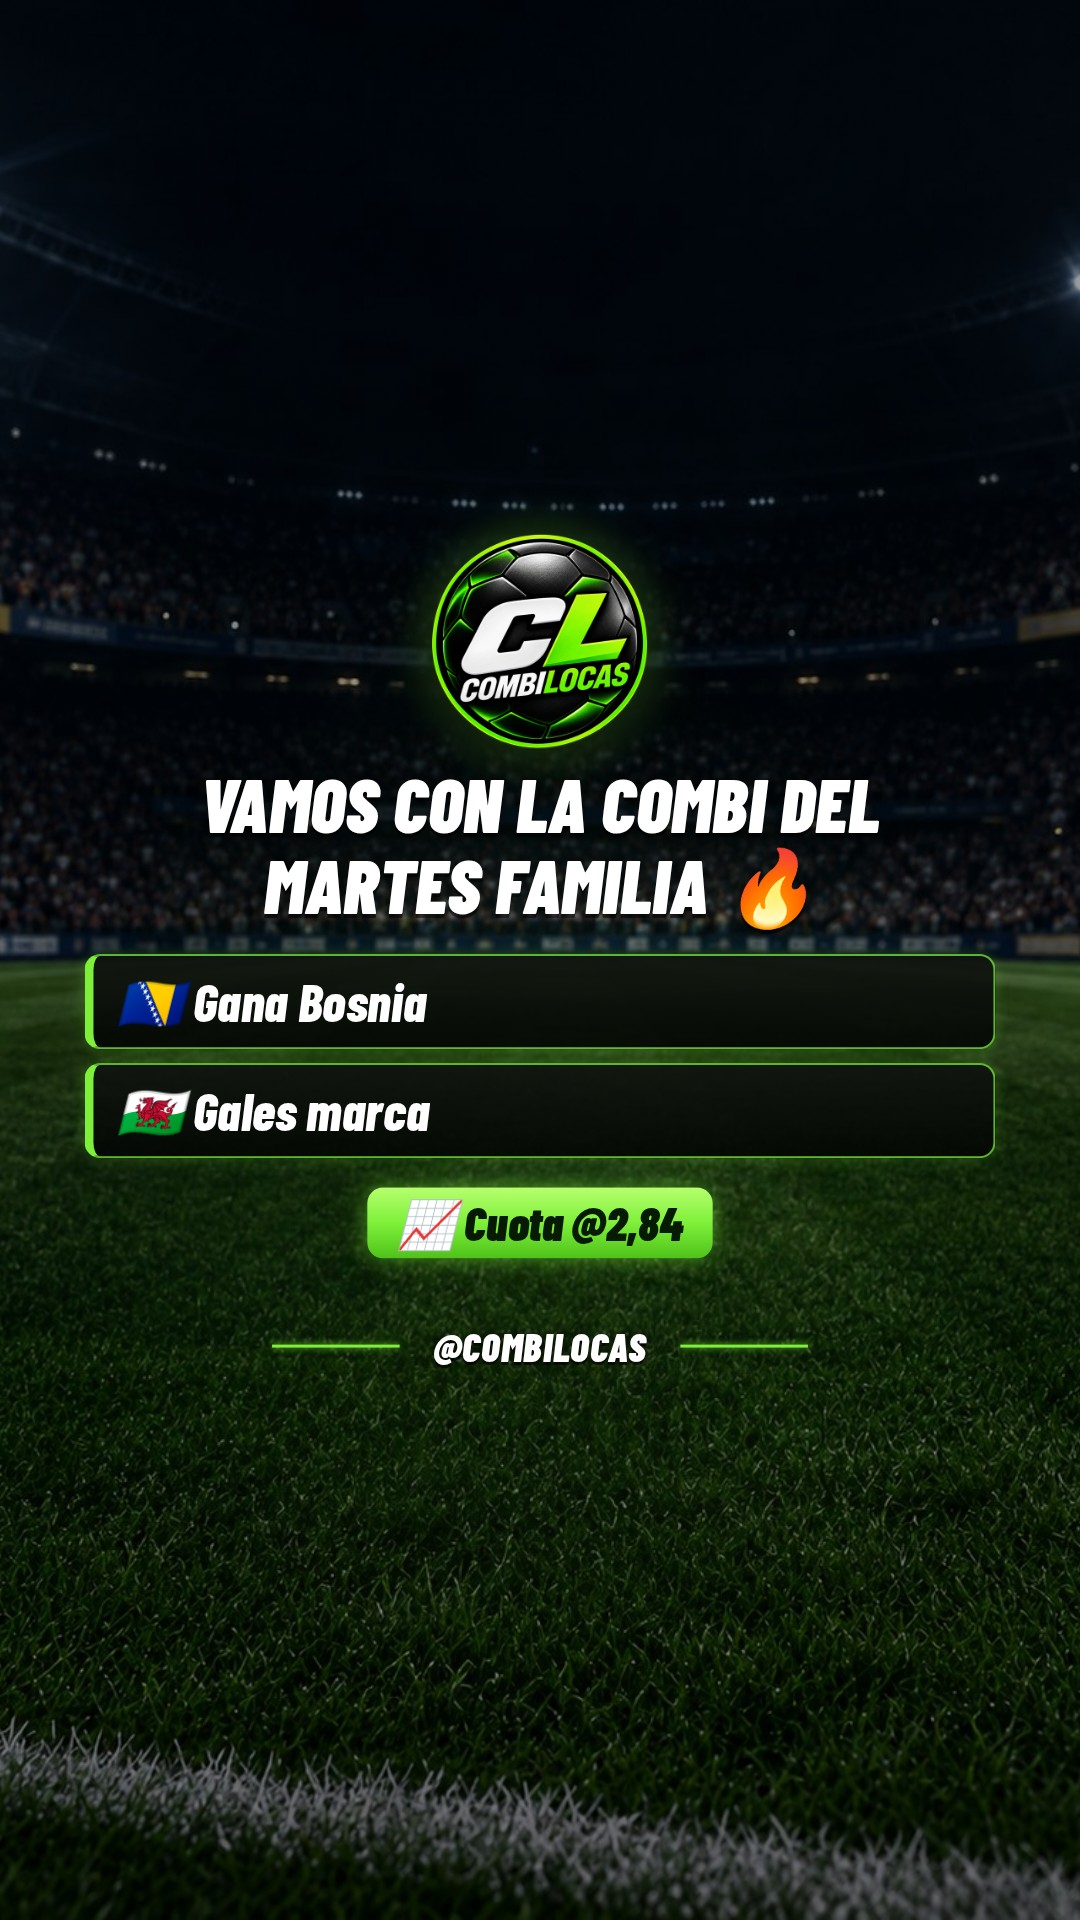 CL
COMBILOCAS
VAMOS CON LA COMBI DEL
MARTES FAMILIA 🔥
🇧🇦 Gana Bosnia
🏴󠁧󠁢󠁷󠁬󠁳󠁿 Gales marca
📈 Cuota @2,84
@COMBILOCAS